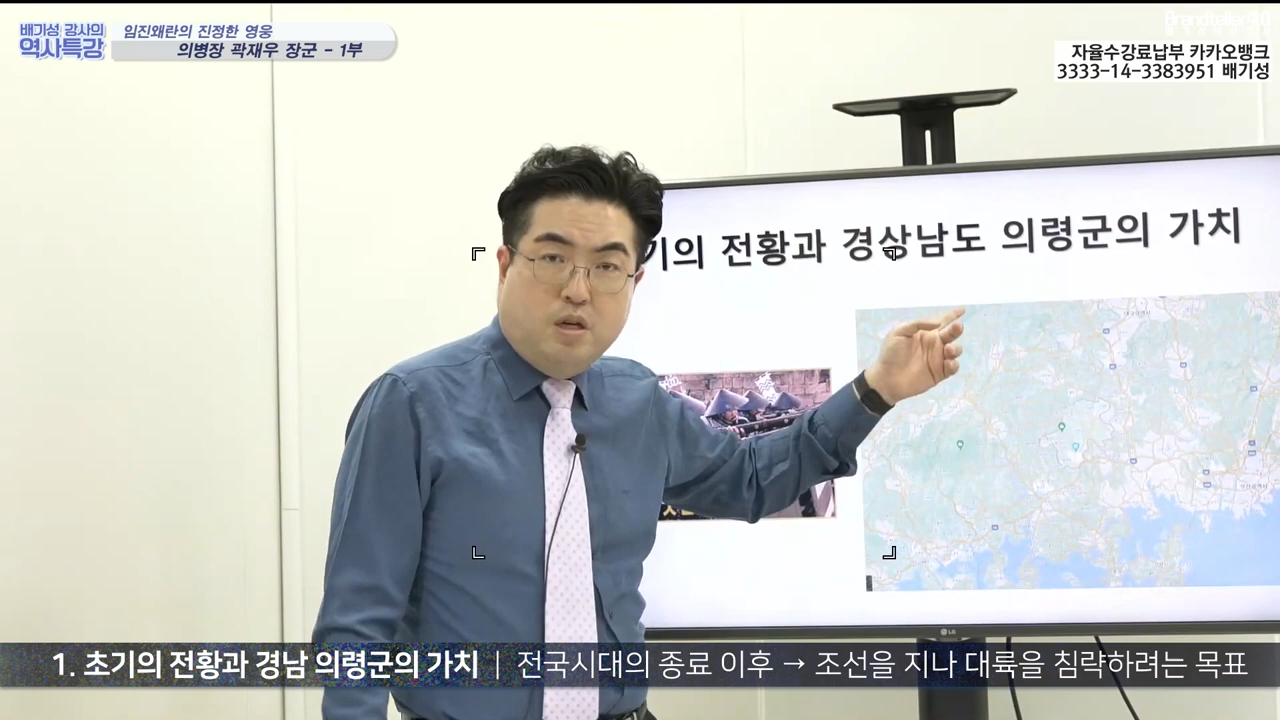 배기성 강사의
역사특강
임진왜란의 진정한 영웅
의병장 곽재우 장군 - 1부
자율수강료납부 카카오뱅크
3333-14-3383951 배기성
기의 전황과 경상남도 의령군의 가치
LG
1. 초기의 전황과 경남 의령군의 가치 | 전국시대의 종료 이후 → 조선을 지나 대륙을 침략하려는 목표